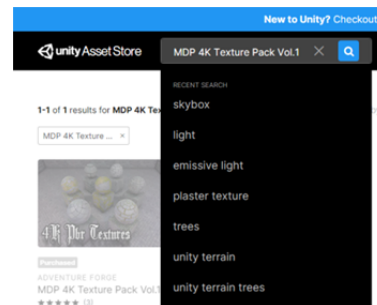 New to Unity? Checkout
unity Asset Store
MDP 4K Texture Pack Vol.1
RECENT SEARCH
skybox
light
emissive light
plaster texture
trees
unity terrain
unity terrain trees
1-1 of 1 results for MDP 4K Tex
MDP 4K Texture ... ×
4K Pbr Textures
Purchased
ADVENTURE FORGE
MDP 4K Texture Pack Vol.1
(3)